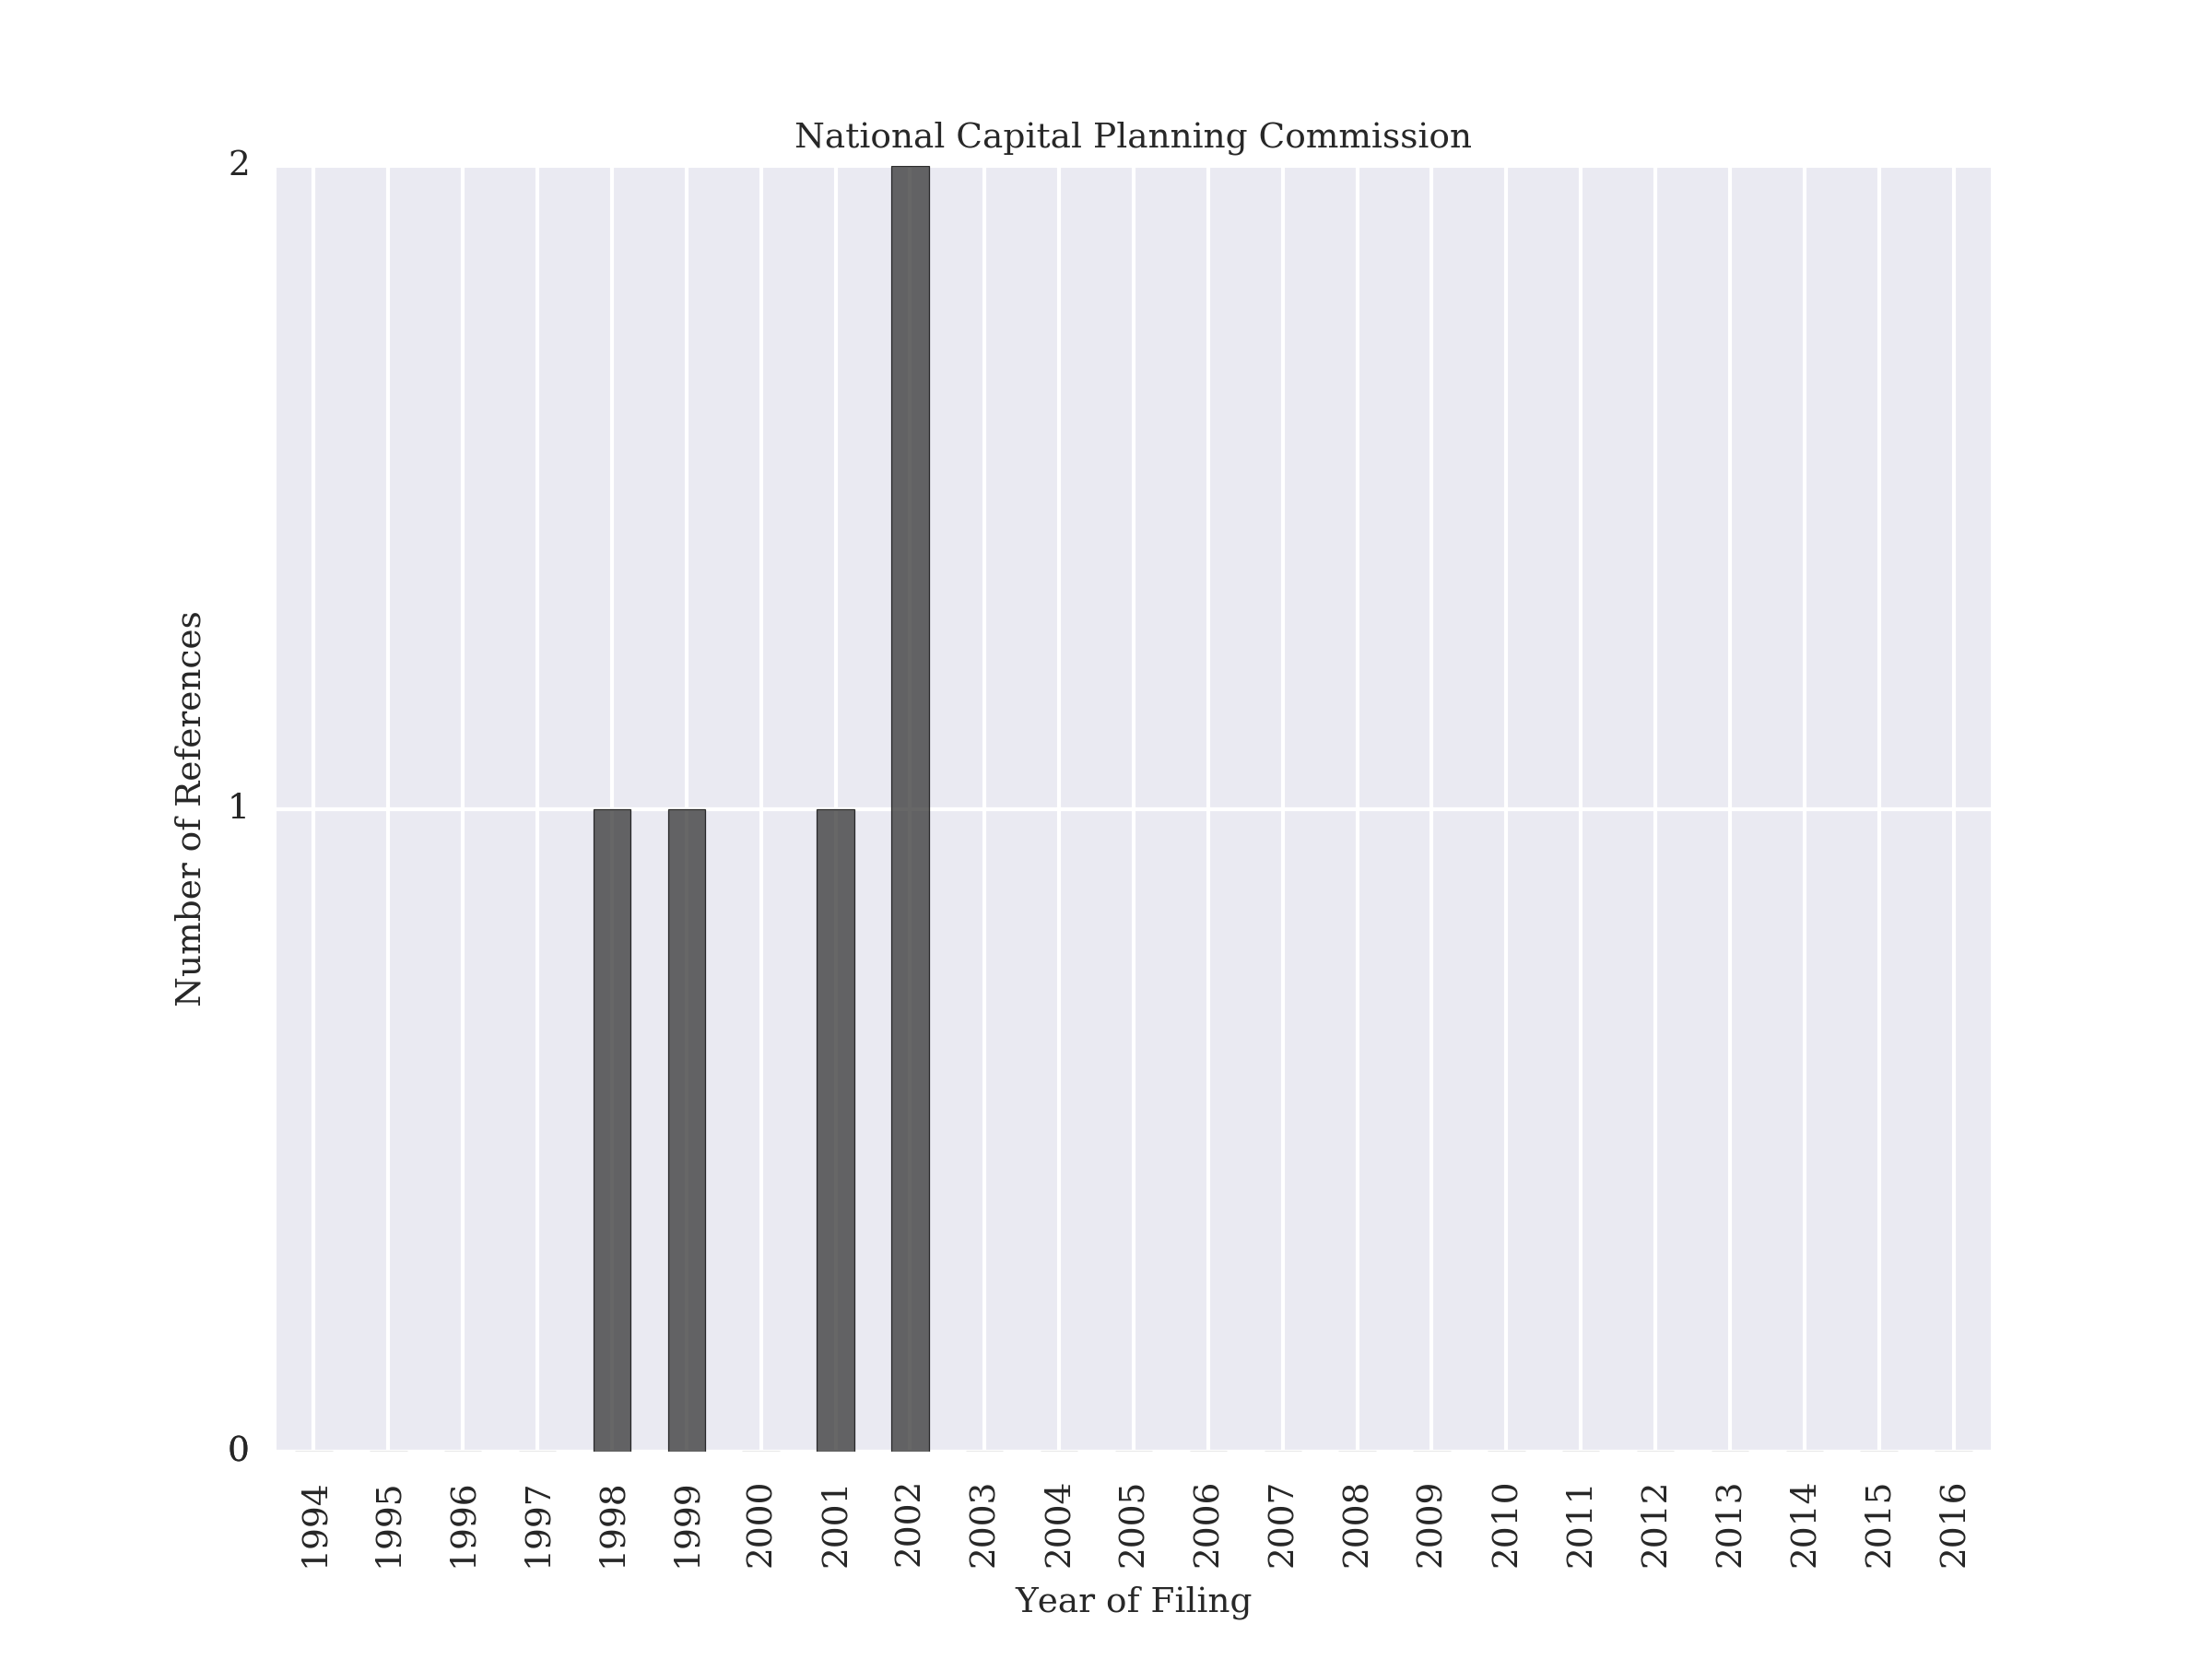 National Capital Planning Commission
2
1
0
Number of References
1994 1995 1996 1997 1998 1999 2000 2001 2002 2003 2004 2005 2006 2007 2008 2009 2010 2011 2012 2013 2014 2015 2016
Year of Filing